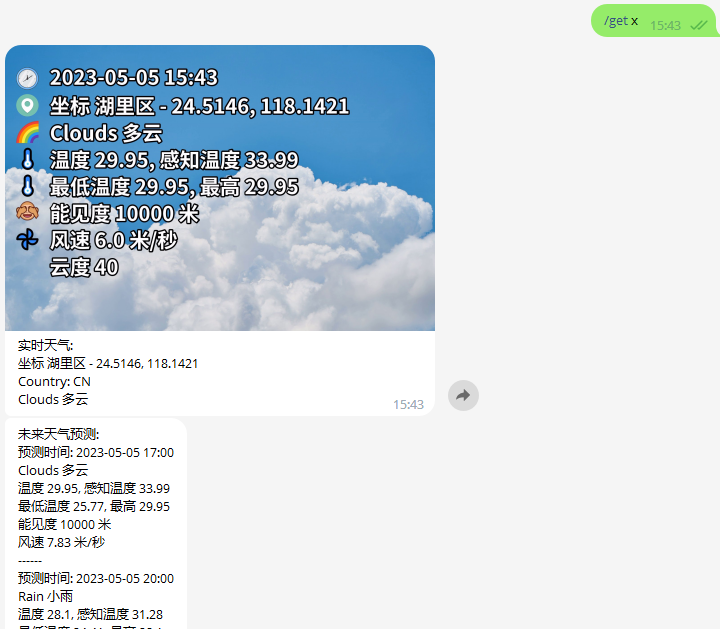 /get x
15:43
2023-05-05 15:43
坐标 湖里区 - 24.5146, 118.1421
Clouds 多云
温度 29.95, 感知温度 33.99
最低温度 29.95, 最高 29.95
能见度 10000 米
风速 6.0 米/秒
云度 40
实时天气:
坐标 湖里区 - 24.5146, 118.1421
Country: CN
Clouds 多云
15:43
未来天气预测:
预测时间: 2023-05-05 17:00
Clouds 多云
温度 29.95, 感知温度 33.99
最低温度 25.77, 最高 29.95
能见度 10000 米
风速 7.83 米/秒
------
预测时间: 2023-05-05 20:00
Rain 小雨
温度 28.1, 感知温度 31.28